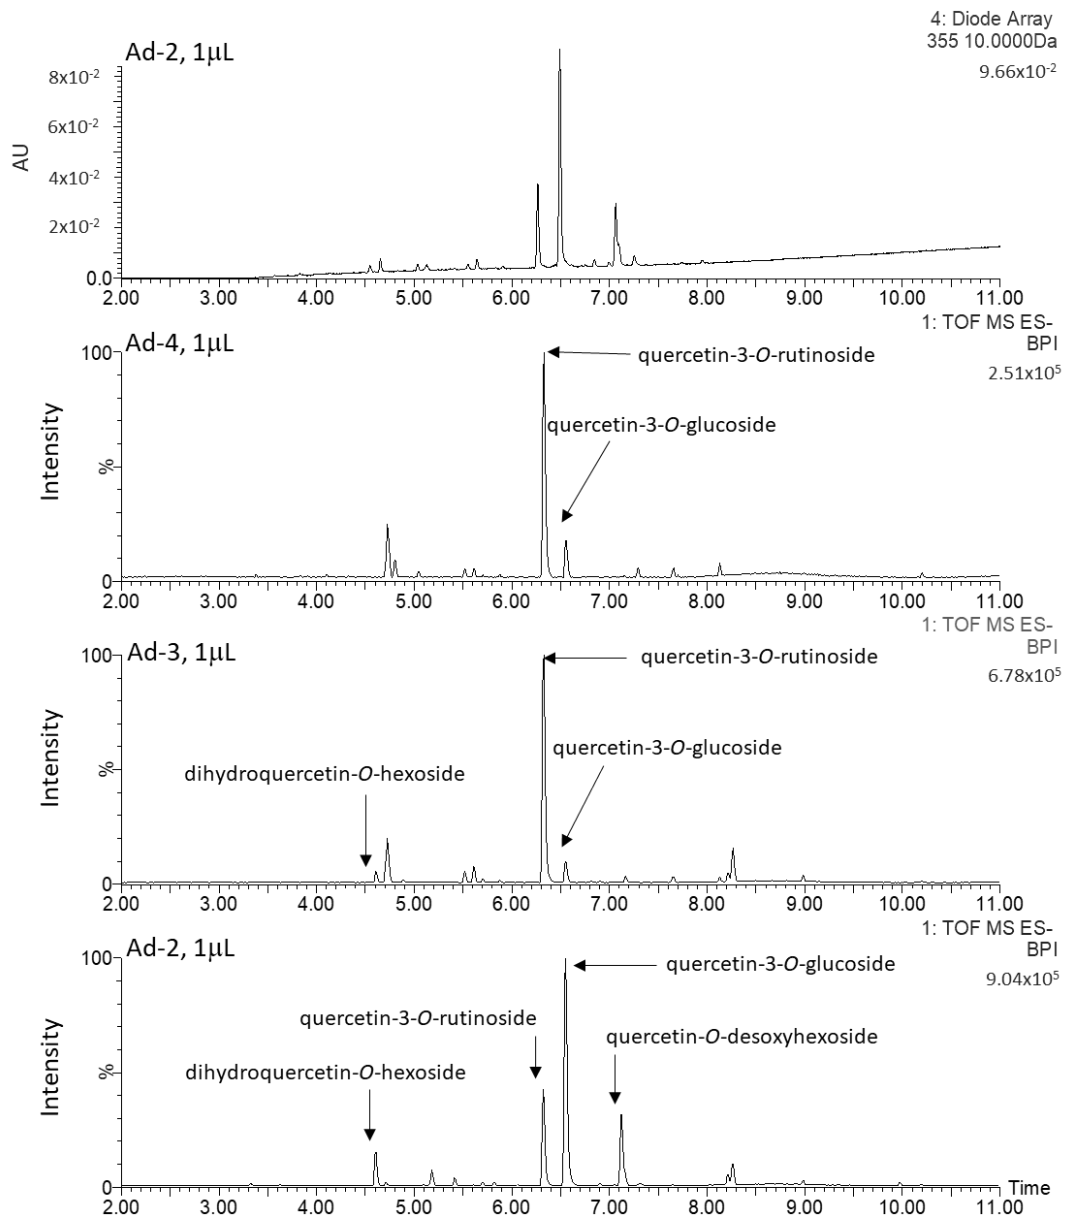 4: Diode Array
Ad-2, 1μL
355 10.0000Da
9.66x10-2
8x10-2
6x10-2
AU
4x10-2
2x10-2
0.0
2.00 3.00 4.00 5.00 6.00 7.00 8.00 9.00 10.00 11.00
1: TOF MS ES-
Ad-4, 1μL
BPI
100
quercetin-3-O-rutinoside
2.51x105
quercetin-3-O-glucoside
Intensity
%
0
2.00 3.00 4.00 5.00 6.00 7.00 8.00 9.00 10.00 11.00
1: TOF MS ES-
Ad-3, 1μL
BPI
100
quercetin-3-O-rutinoside
6.78x105
quercetin-3-O-glucoside
Intensity
%
dihydroquercetin-O-hexoside
0
2.00 3.00 4.00 5.00 6.00 7.00 8.00 9.00 10.00 11.00
1: TOF MS ES-
Ad-2, 1μL
BPI
100
quercetin-3-O-glucoside
9.04x105
quercetin-3-O-rutinoside
quercetin-O-desoxyhexoside
Intensity
%
dihydroquercetin-O-hexoside
0
Time
2.00 3.00 4.00 5.00 6.00 7.00 8.00 9.00 10.00 11.00